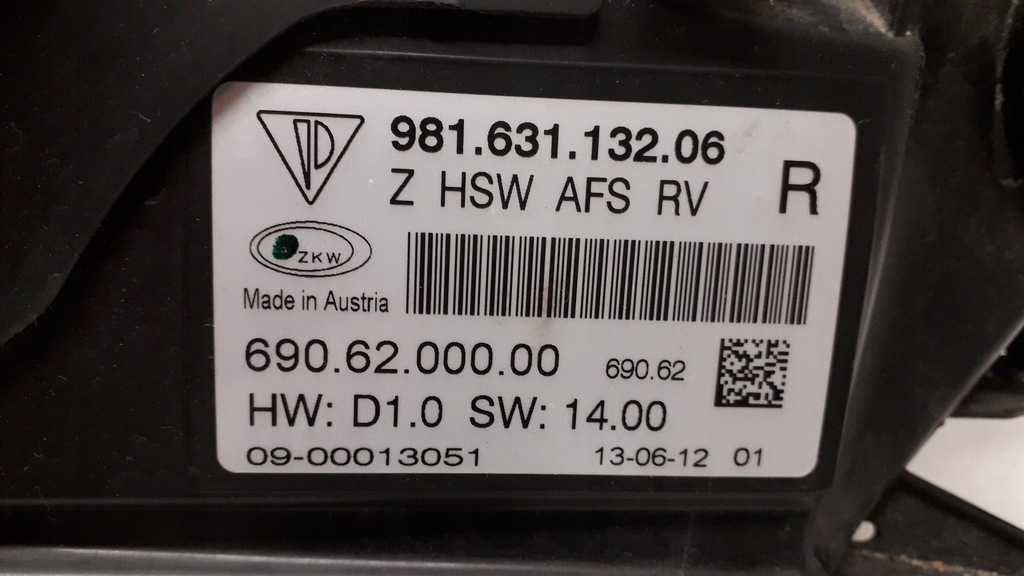 981.631.132.06
Z HSW AFS RV R
ZKW
Made in Austria
690.62.000.00 690.62
HW: D1.0 SW: 14.00
09-00013051 13-06-12 01